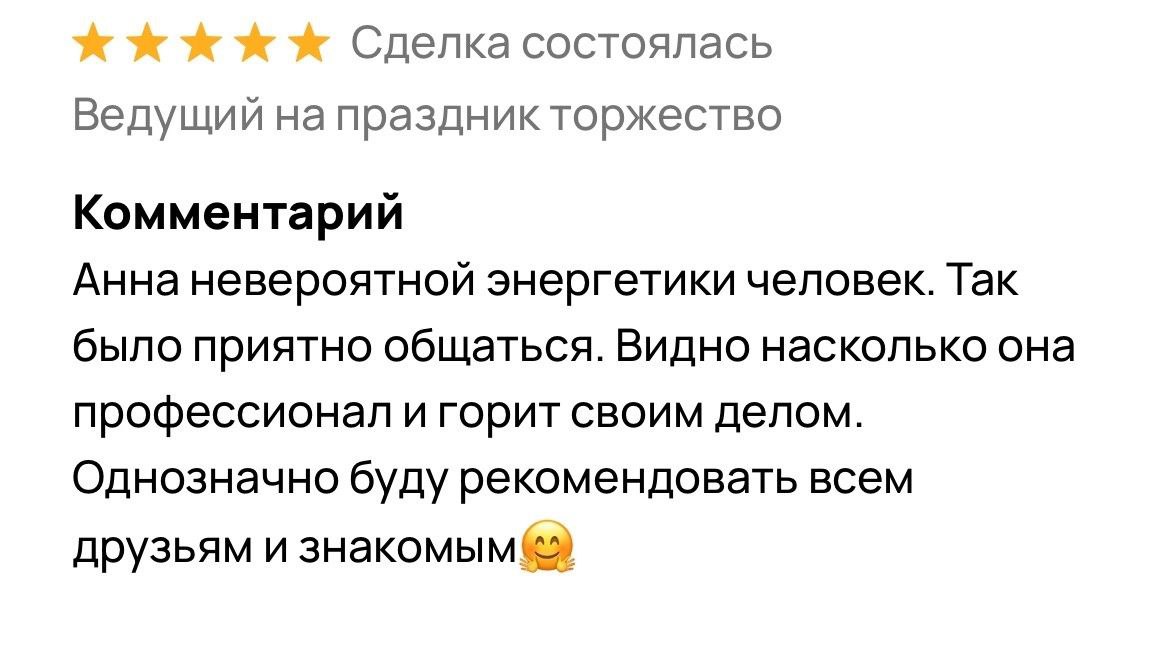 Сделка состоялась
Ведущий на праздник торжество
Комментарий
Анна невероятной энергетики человек. Так
было приятно общаться. Видно насколько она
профессионал и горит своим делом.
Однозначно буду рекомендовать всем
друзьям и знакомым🤗